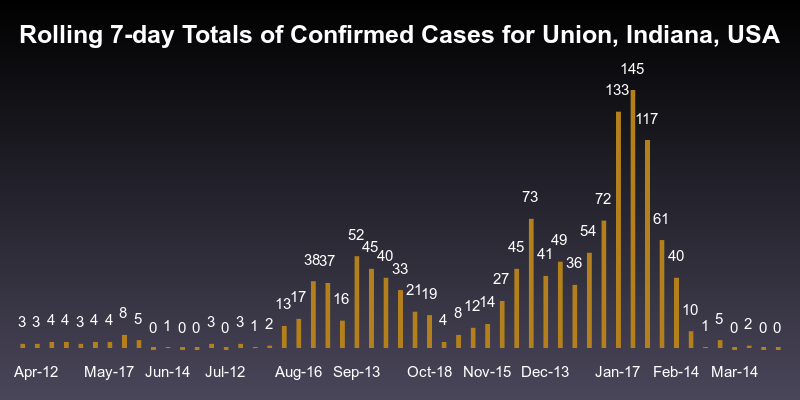 Rolling 7-day Totals of Confirmed Cases for Union, Indiana, USA
3 3 4 4 3 4 4 8 5 0 1 0 0 3 0 3 1 2 13 17 38 37 16 52 45 40 33 21 19 4 8 12 14 27 45 73 41 49 36 54 72 133 145 117 61 40 10 1 5 0 2 0 0
Apr-12 May-17 Jun-14 Jul-12 Aug-16 Sep-13 Oct-18 Nov-15 Dec-13 Jan-17 Feb-14 Mar-14